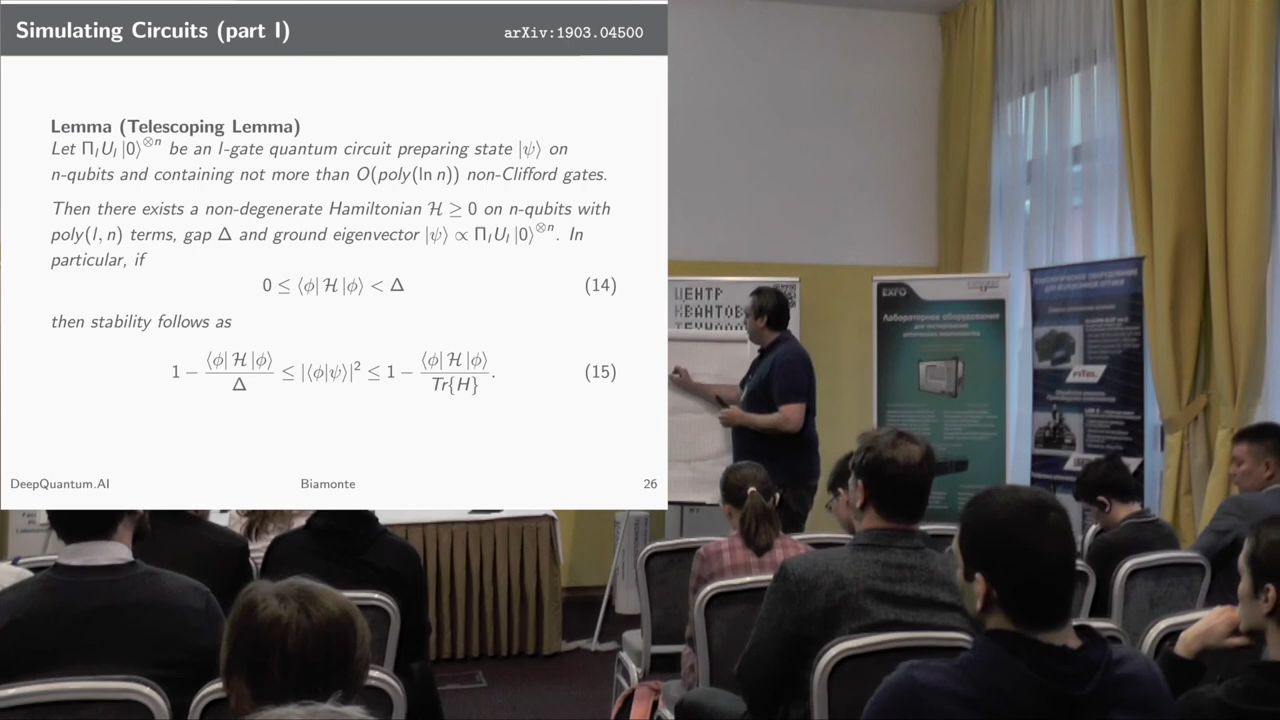 Simulating Circuits (part I)
arXiv:1903.04500
Lemma (Telescoping Lemma)
Let Π_l U_l |0⟩^{⊗n} be an l-gate quantum circuit preparing state |ψ⟩ on
n-qubits and containing not more than O(poly(ln n)) non-Clifford gates.
Then there exists a non-degenerate Hamiltonian ℋ ≥ 0 on n-qubits with
poly(l, n) terms, gap Δ and ground eigenvector |ψ⟩ ∝ Π_l U_l |0⟩^{⊗n}. In
particular, if
0 ≤ ⟨ϕ| ℋ |ϕ⟩ < Δ (14)
then stability follows as
1 − ⟨ϕ| ℋ |ϕ⟩/Δ ≤ |⟨ϕ|ψ⟩|² ≤ 1 − ⟨ϕ| ℋ |ϕ⟩/Tr{H}. (15)
DeepQuantum.AI
Biamonte
26
ЦЕНТР
КВАНТОВ
EXFO
Лабораторное оборудование
FITEL